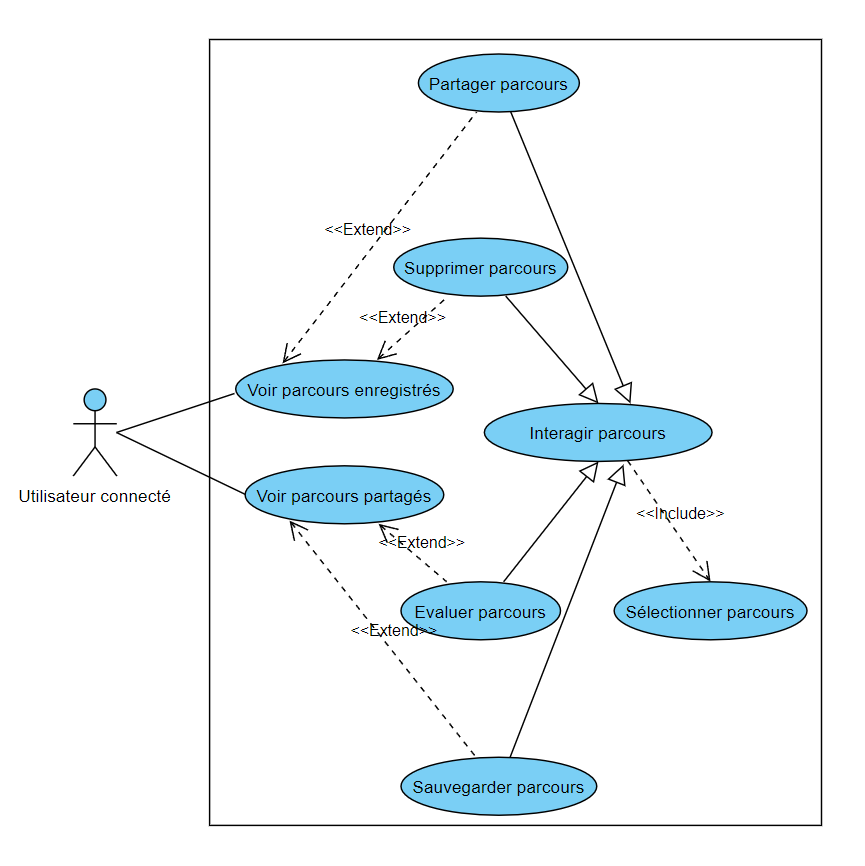 Partager parcours
<<Extend>>
Supprimer parcours
<<Extend>>
Voir parcours enregistrés
Interagir parcours
Utilisateur connecté
Voir parcours partagés
<<Include>>
<<Extend>>
Evaluer parcours
Sélectionner parcours
<<Extend>>
Sauvegarder parcours